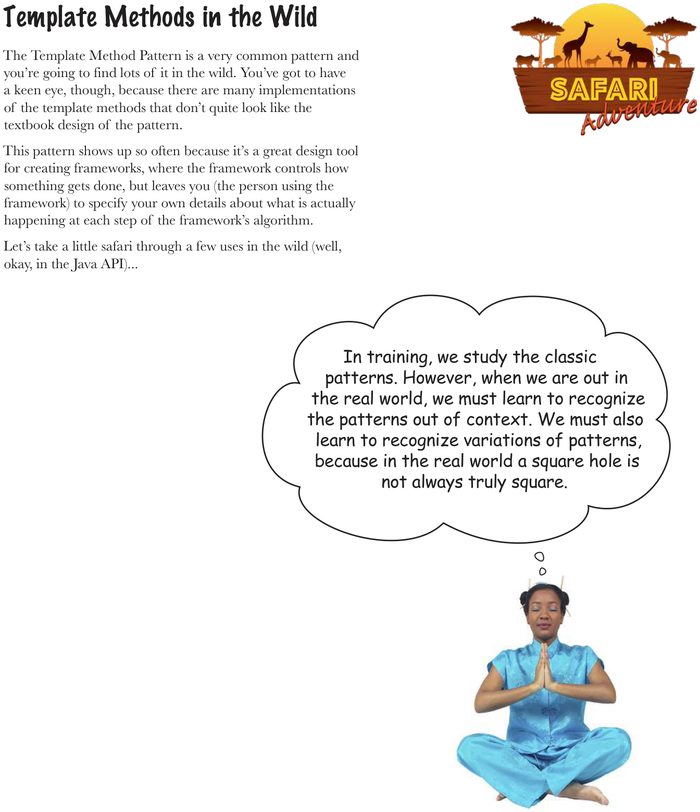 Template Methods in the Wild
SAFARI
Adventure
The Template Method Pattern is a very common pattern and
you’re going to find lots of it in the wild. You’ve got to have
a keen eye, though, because there are many implementations
of the template methods that don’t quite look like the
textbook design of the pattern.
This pattern shows up so often because it’s a great design tool
for creating frameworks, where the framework controls how
something gets done, but leaves you (the person using the
framework) to specify your own details about what is actually
happening at each step of the framework’s algorithm.
Let’s take a little safari through a few uses in the wild (well,
okay, in the Java API)...
In training, we study the classic
patterns. However, when we are out in
the real world, we must learn to recognize
the patterns out of context. We must also
learn to recognize variations of patterns,
because in the real world a square hole is
not always truly square.